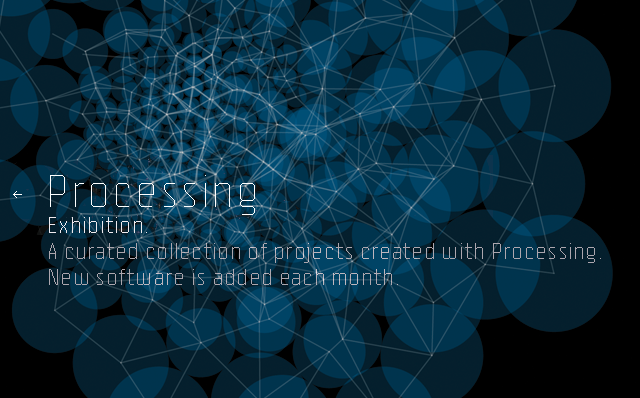 Processing
Exhibition.
A curated collection of projects created with Processing.
New software is added each month.